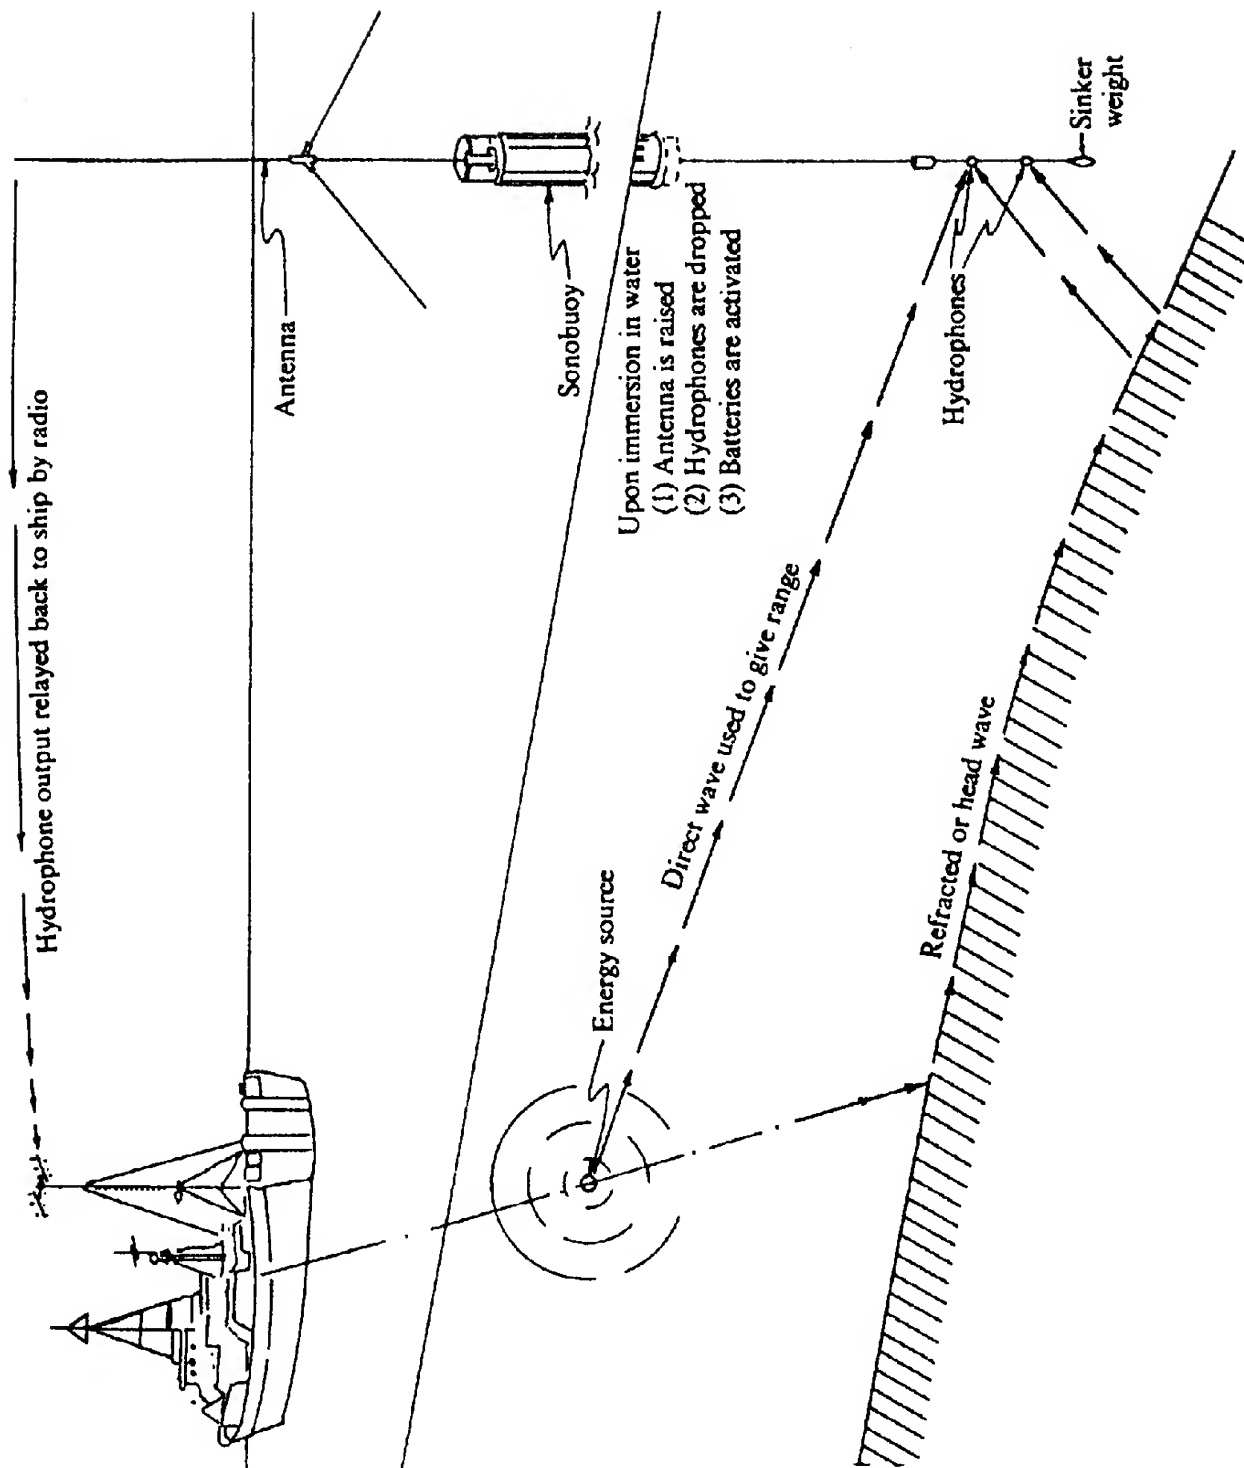 Hydrophone output relayed back to ship by radio
Antenna
Sonobuoy
Upon immersion in water
(1) Antenna is raised
(2) Hydrophones are dropped
(3) Batteries are activated
Energy source
Direct wave used to give range
Hydrophones
Sinker
weight
Refracted or head wave